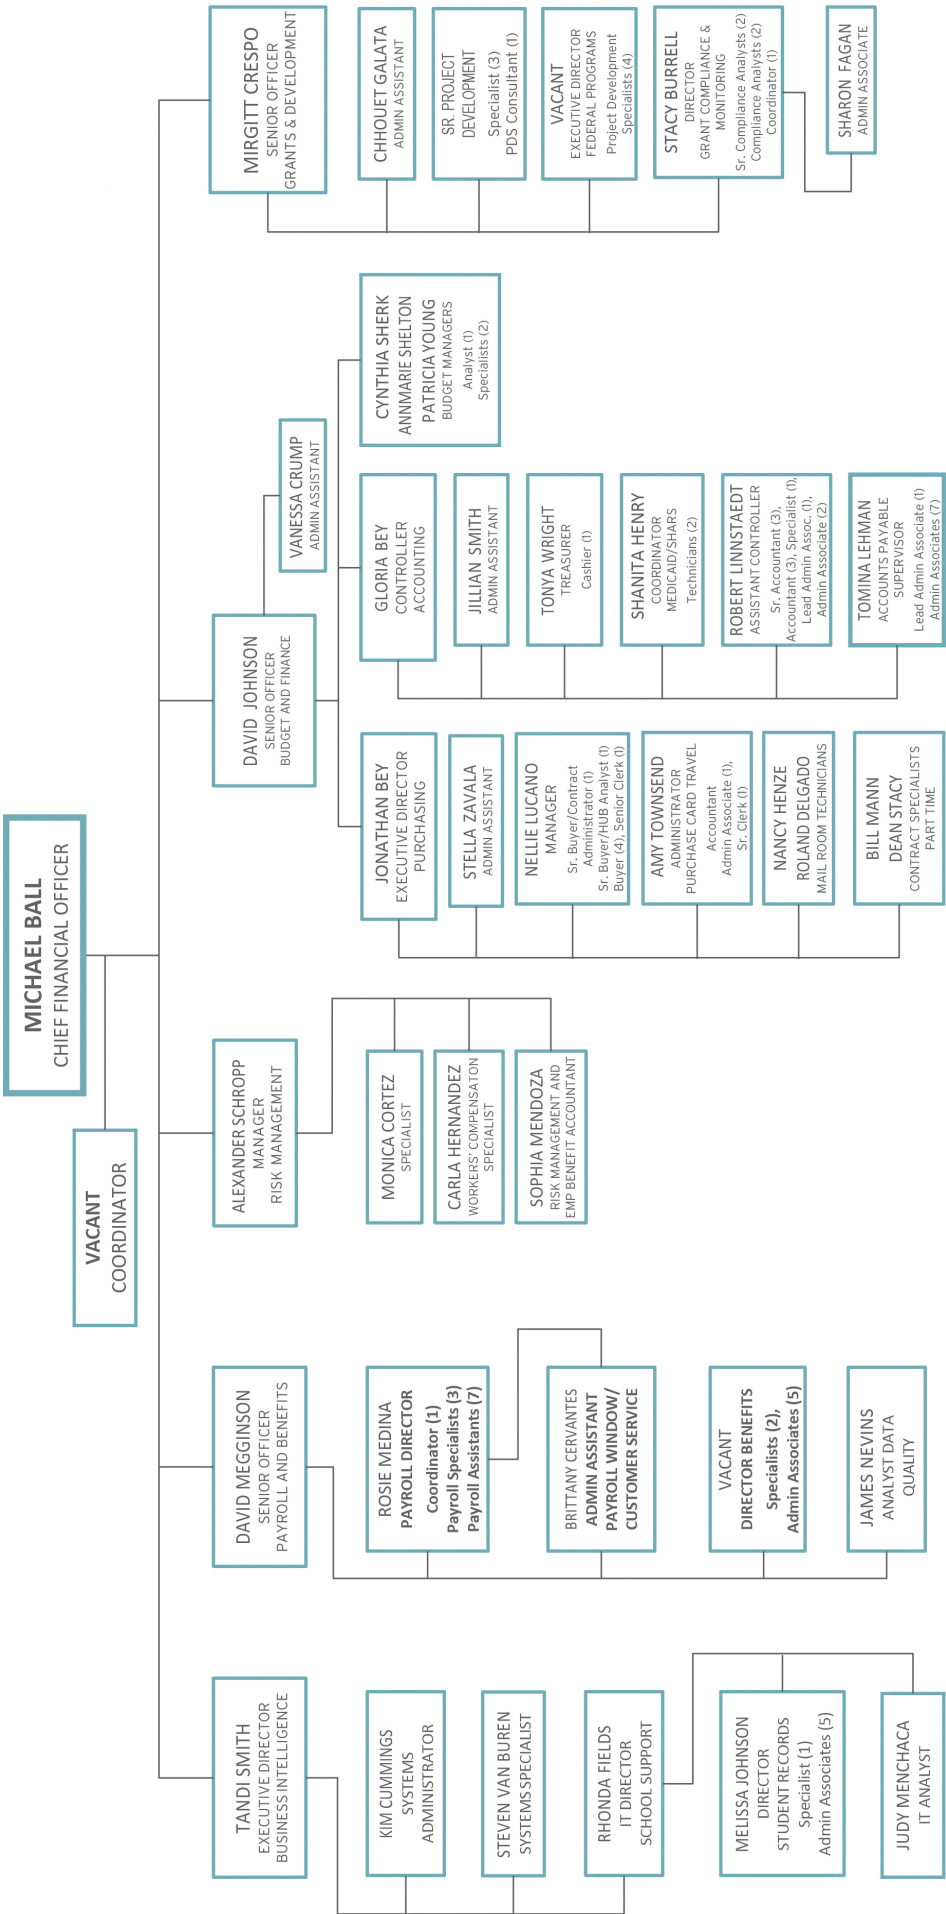 MICHAEL BALL
CHIEF FINANCIAL OFFICER
VACANT
COORDINATOR
TANDI SMITH
EXECUTIVE DIRECTOR
BUSINESS INTELLIGENCE
KIM CUMMINGS
SYSTEMS
ADMINISTRATOR
STEVEN VAN BUREN
SYSTEMS SPECIALIST
RHONDA FIELDS
IT DIRECTOR
SCHOOL SUPPORT
MELISSA JOHNSON
DIRECTOR
STUDENT RECORDS
Specialist (1)
Admin Associates (5)
JUDY MENCHACA
IT ANALYST
DAVID MEGGINSON
SENIOR OFFICER
PAYROLL AND BENEFITS
ROSIE MEDINA
PAYROLL DIRECTOR
Coordinator (1)
Payroll Specialists (3)
Payroll Assistants (7)
BRITTANY CERVANTES
ADMIN ASSISTANT
PAYROLL WINDOW/
CUSTOMER SERVICE
VACANT
DIRECTOR BENEFITS
Specialists (2),
Admin Associates (5)
JAMES NEVINS
ANALYST DATA
QUALITY
ALEXANDER SCHROPP
MANAGER
RISK MANAGEMENT
MONICA CORTEZ
SPECIALIST
CARLA HERNANDEZ
WORKERS' COMPENSATON
SPECIALIST
SOPHIA MENDOZA
RISK MANAGEMENT AND
EMP BENEFIT ACCOUNTANT
DAVID JOHNSON
SENIOR OFFICER
BUDGET AND FINANCE
VANESSA CRUMP
ADMIN ASSISTANT
JONATHAN BEY
EXECUTIVE DIRECTOR
PURCHASING
STELLA ZAVALA
ADMIN ASSISTANT
NELLIE LUCANO
MANAGER
Sr. Buyer/Contract
Administrator (1)
Sr. Buyer/HUB Analyst (1)
Buyer (4), Senior Clerk (1)
AMY TOWNSEND
ADMINISTRATOR
PURCHASE CARD TRAVEL
Accountant
Admin Associate (1),
Sr. Clerk (1)
NANCY HENZE
ROLAND DELGADO
MAIL ROOM TECHNICIANS
BILL MANN
DEAN STACY
CONTRACT SPECIALISTS
PART TIME
GLORIA BEY
CONTROLLER
ACCOUNTING
JILLIAN SMITH
ADMIN ASSISTANT
TONYA WRIGHT
TREASURER
Cashier (1)
SHANITA HENRY
COORDINATOR
MEDICAID/SHARS
Technicians (2)
ROBERT LINNSTAEDT
ASSISTANT CONTROLLER
Sr. Accountant (3),
Accountant (3), Specialist (1),
Lead Admin Assoc. (1),
Admin Associate (2)
TOMINA LEHMAN
ACCOUNTS PAYABLE
SUPERVISOR
Lead Admin Associate (1)
Admin Associates (7)
CYNTHIA SHERK
ANNMARIE SHELTON
PATRICIA YOUNG
BUDGET MANAGERS
Analyst (1)
Specialists (2)
MIRGITT CRESPO
SENIOR OFFICER
GRANTS & DEVELOPMENT
CHHOUET GALATA
ADMIN ASSISTANT
SR. PROJECT
DEVELOPMENT
Specialist (3)
PDS Consultant (1)
VACANT
EXECUTIVE DIRECTOR
FEDERAL PROGRAMS
Project Development
Specialists (4)
STACY BURRELL
DIRECTOR
GRANT COMPLIANCE &
MONITORING
Sr. Compliance Analysts (2)
Compliance Analysts (2)
Coordinator (1)
SHARON FAGAN
ADMIN ASSOCIATE